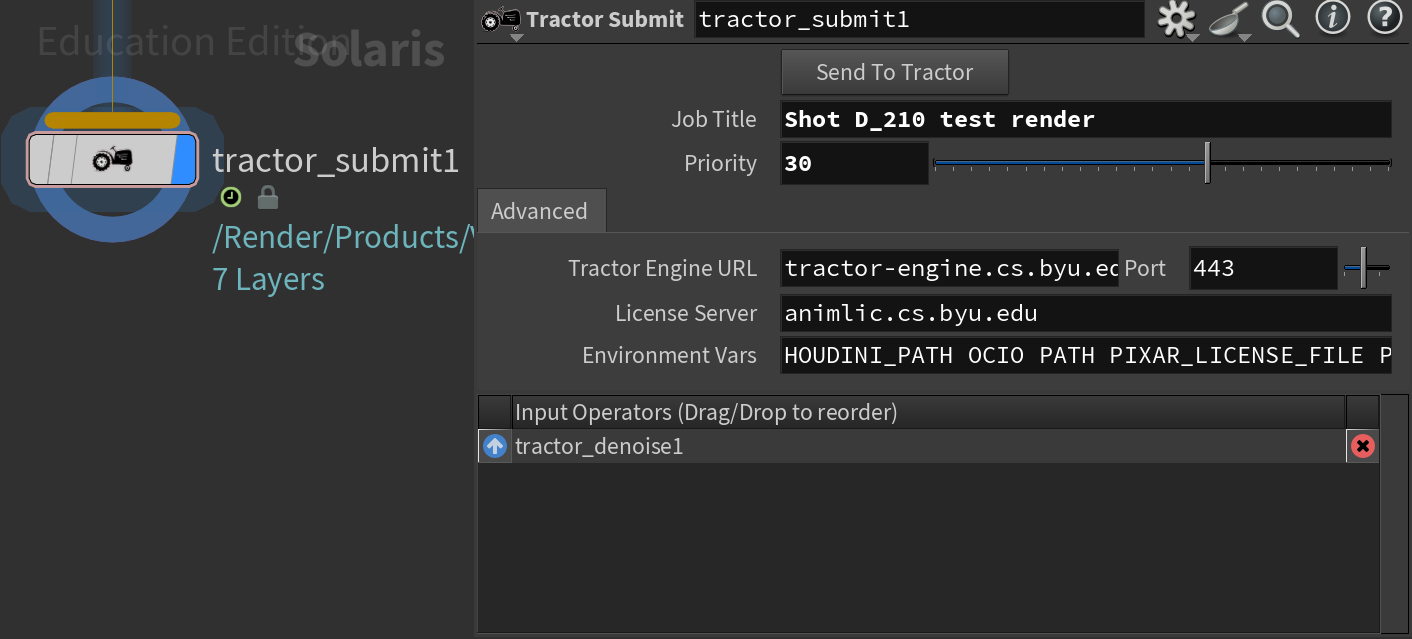 Education Edition
Solaris
tractor_submit1
/Render/Products/
7 Layers
Tractor Submit tractor_submit1
Send To Tractor
Job Title Shot D_210 test render
Priority 30
Advanced
Tractor Engine URL tractor-engine.cs.byu.ed Port 443
License Server animlic.cs.byu.edu
Environment Vars HOUDINI_PATH OCIO PATH PIXAR_LICENSE_FILE P
Input Operators (Drag/Drop to reorder)
tractor_denoise1